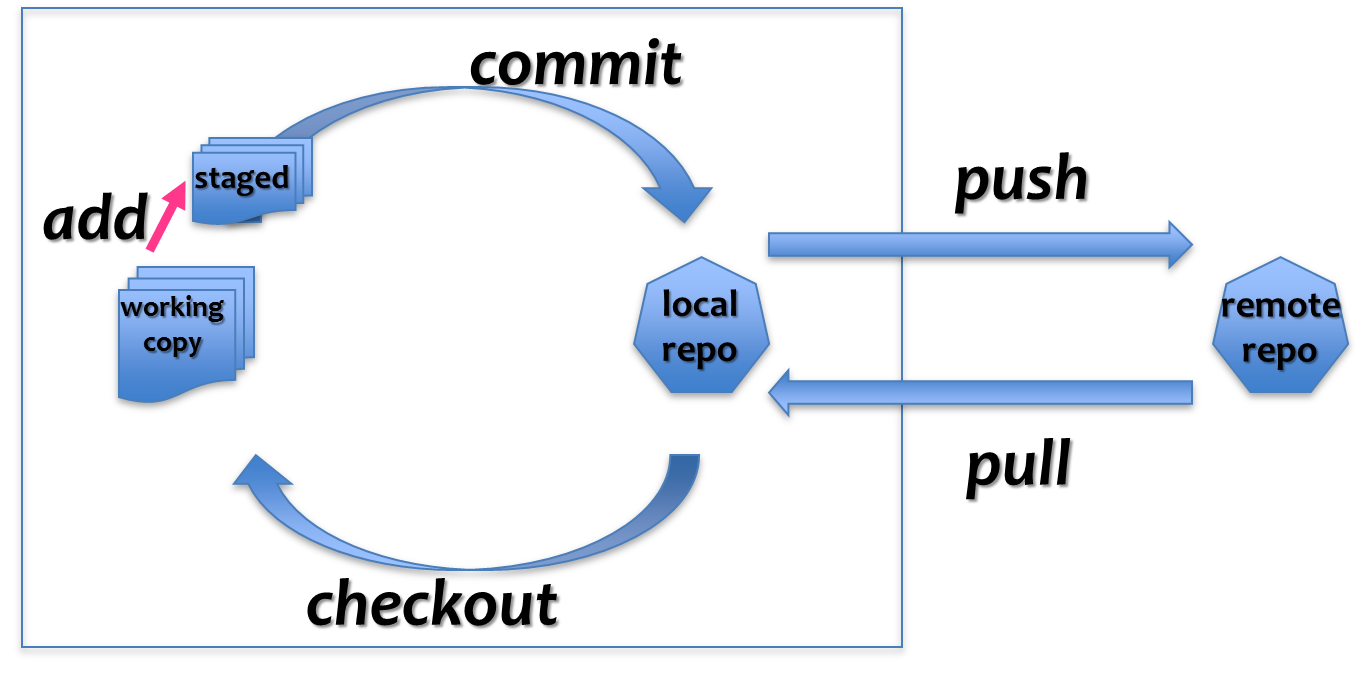 commit
staged
add
push
working
copy
local
repo
remote
repo
pull
checkout